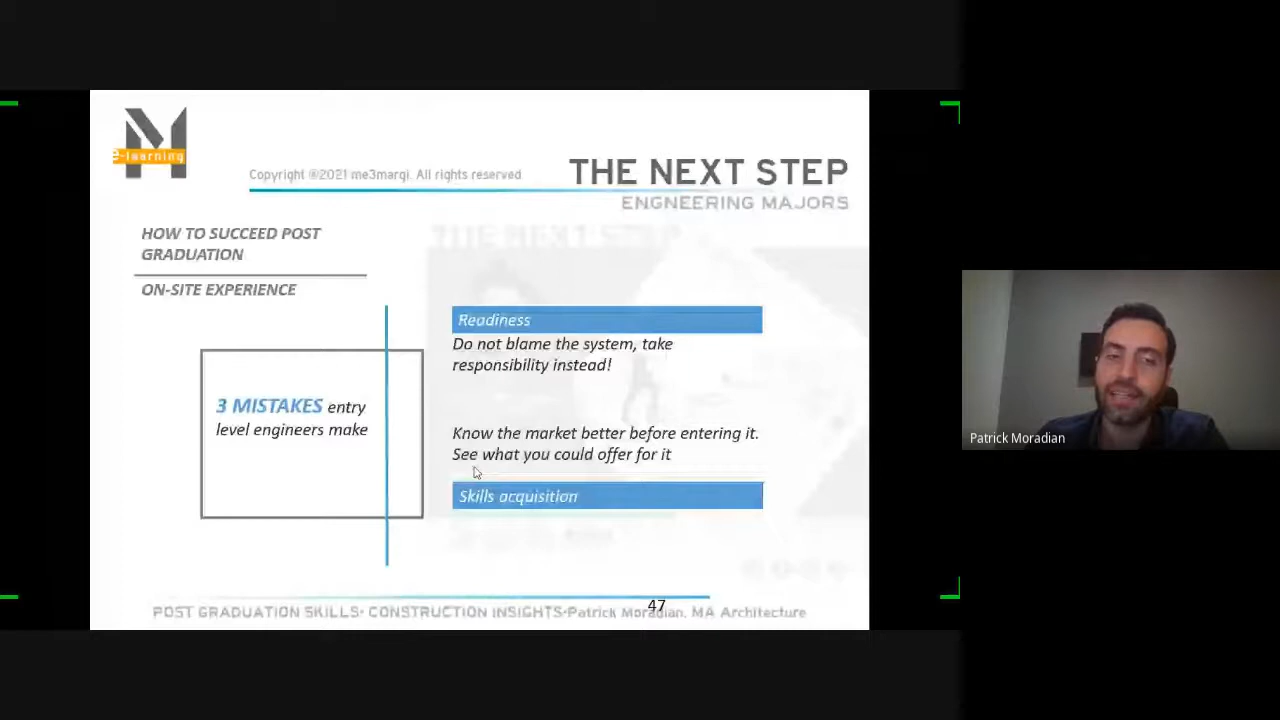 e-learning
Copyright ©2021 me3marqi. All rights reserved
THE NEXT STEP
ENGNEERING MAJORS
HOW TO SUCCEED POST
GRADUATION
ON-SITE EXPERIENCE
3 MISTAKES entry
level engineers make
Readiness
Do not blame the system, take
responsibility instead!
Know the market better before entering it.
See what you could offer for it
Skills acquisition
47
POST GRADUATION SKILLS• CONSTRUCTION INSIGHTS•Patrick Moradian. MA Architecture
Patrick Moradian